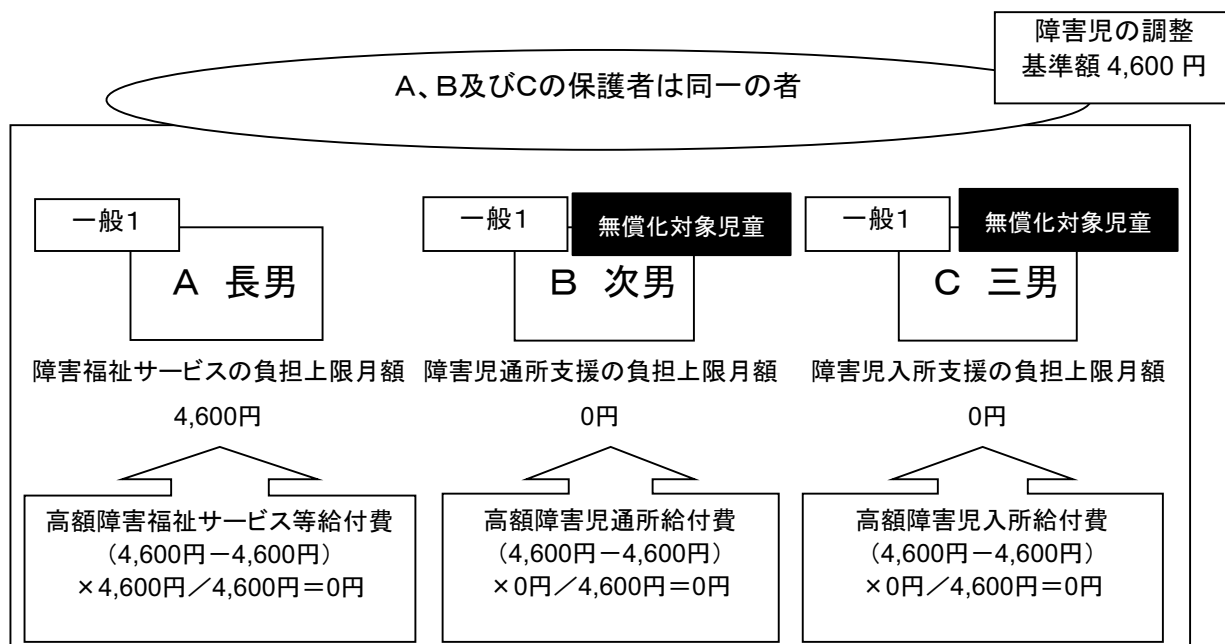 障害児の調整
基準額 4,600 円
A、B及びCの保護者は同一の者
一般1
A 長男
障害福祉サービスの負担上限月額
4,600円
高額障害福祉サービス等給付費
(4,600円-4,600円)
×4,600円/4,600円=0円
一般1
無償化対象児童
B 次男
障害児通所支援の負担上限月額
0円
高額障害児通所給付費
(4,600円-4,600円)
×0円/4,600円=0円
一般1
無償化対象児童
C 三男
障害児入所支援の負担上限月額
0円
高額障害児入所給付費
(4,600円-4,600円)
×0円/4,600円=0円